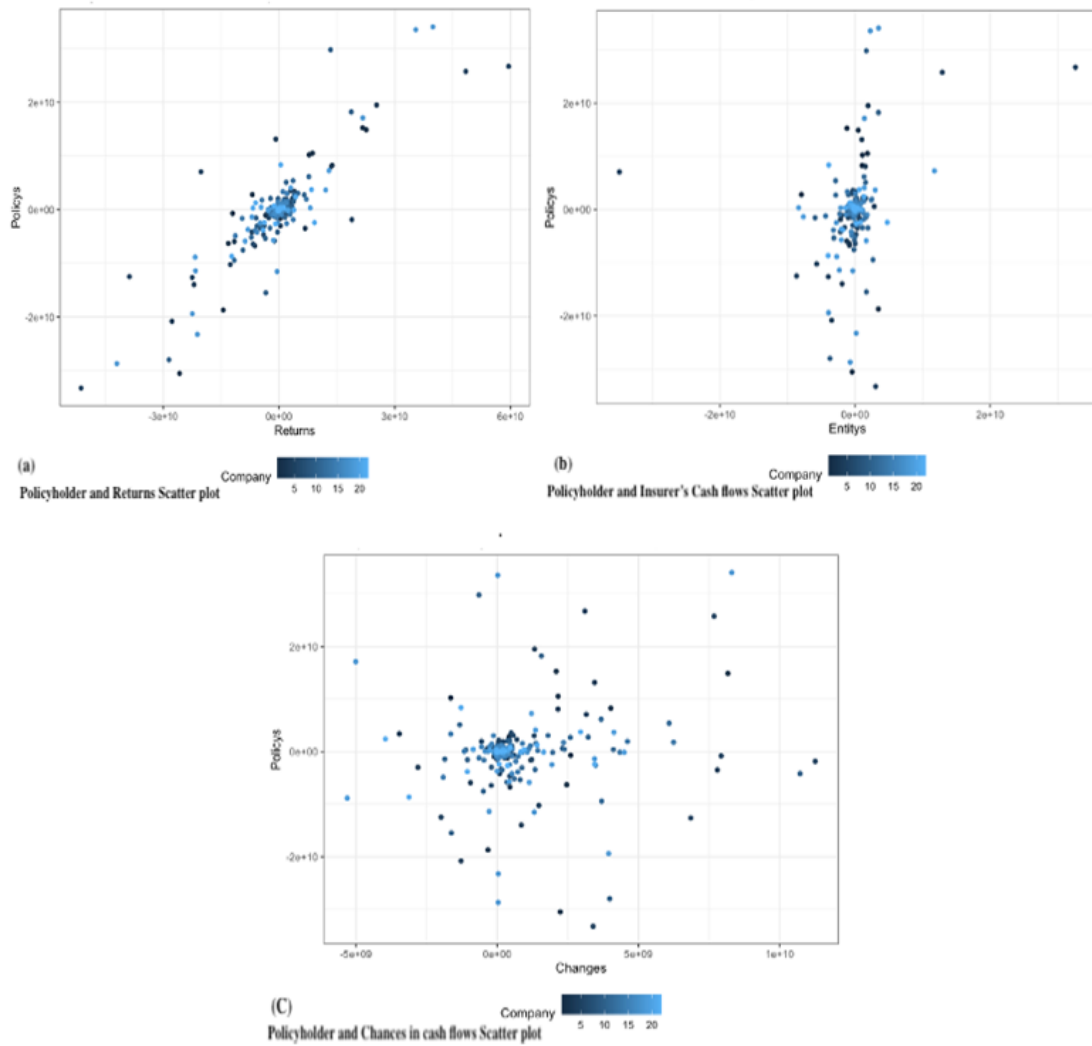 2e+10
0e+00
-2e+10
Policys
-3e+10 0e+00 3e+10 6e+10
Returns
(a)
Company
5 10 15 20
Policyholder and Returns Scatter plot
2e+10
0e+00
-2e+10
Policys
-2e+10 0e+00 2e+10
Entitys
(b)
Company
5 10 15 20
Policyholder and Insurer's Cash flows Scatter plot
2e+10
0e+00
-2e+10
Policys
-5e+09 0e+00 5e+09 1e+10
Changes
(C)
Company
5 10 15 20
Policyholder and Chances in cash flows Scatter plot